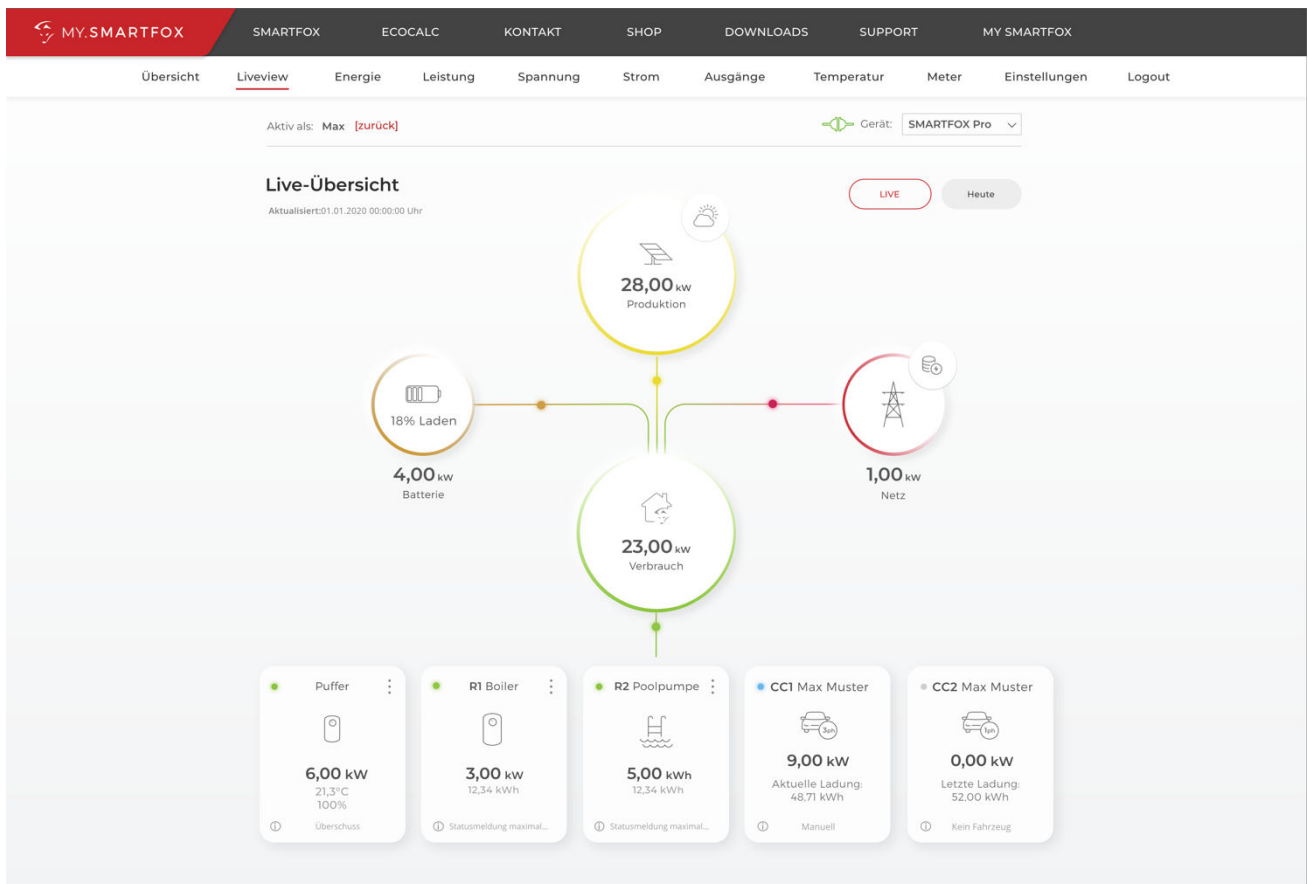 MY.SMARTFOX
SMARTFOX ECOCALC KONTAKT SHOP DOWNLOADS SUPPORT MY SMARTFOX
Übersicht Liveview Energie Leistung Spannung Strom Ausgänge Temperatur Meter Einstellungen Logout
Aktiv als: Max [zurück]
Gerät: SMARTFOX Pro
Live-Übersicht
Aktualisiert:01.01.2020 00:00:00 Uhr
LIVE Heute
28,00 kW
Produktion
18% Laden
4,00 kW
Batterie
1,00 kW
Netz
23,00 kW
Verbrauch
Puffer
6,00 kW
21,3°C
100%
Überschuss
R1 Boiler
3,00 kW
12,34 kWh
Statusmeldung maximal...
R2 Poolpumpe
5,00 kWh
12,34 kWh
Statusmeldung maximal...
CC1 Max Muster
3ph
9,00 kW
Aktuelle Ladung:
48,71 kWh
Manuell
CC2 Max Muster
1ph
0,00 kW
Letzte Ladung:
52,00 kWh
Kein Fahrzeug